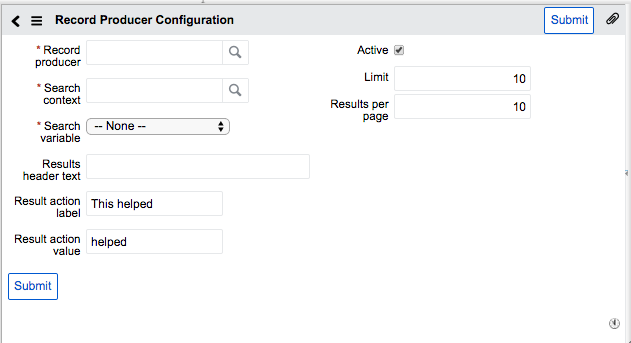 Record Producer Configuration
Submit
* Record
producer
* Search
context
* Search
variable
-- None --
Results
header text
Result action
label
This helped
Result action
value
helped
Active
Limit
10
Results per
page
10
Submit